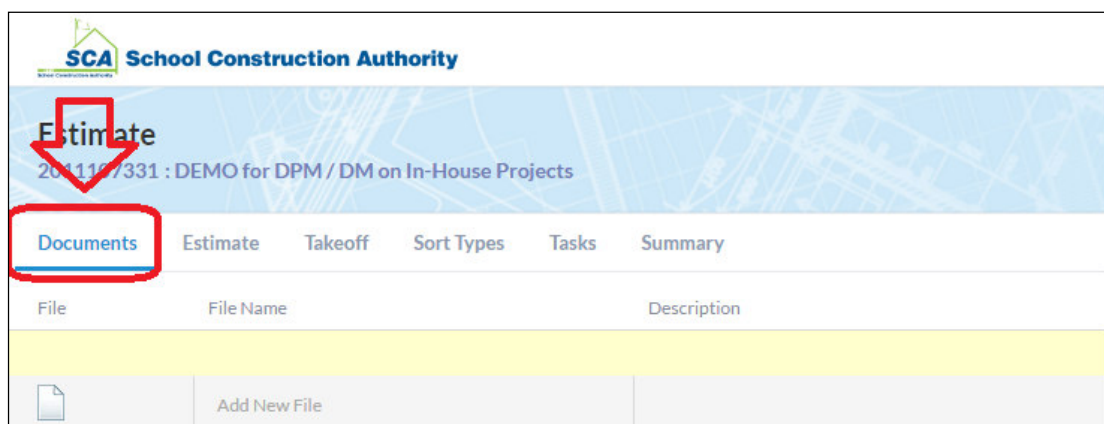 SCA School Construction Authority
School Construction Authority
Estimate
2011197331 : DEMO for DPM / DM on In-House Projects
Documents Estimate Takeoff Sort Types Tasks Summary
File File Name Description
Add New File